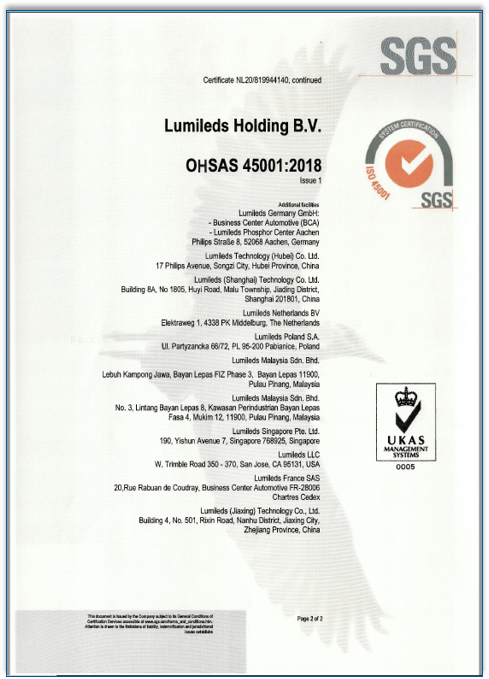 SGS
Certificate NL20/819944140, continued
Lumileds Holding B.V.
OHSAS 45001:2018
Issue 1
SYSTEM CERTIFICATION
ISO 45001
SGS
Additional facilities
Lumileds Germany GmbH:
- Business Center Automotive (BCA)
- Lumileds Phosphor Center Aachen
Philips Straße 8, 52068 Aachen, Germany
Lumileds Technology (Hubei) Co. Ltd.
17 Philips Avenue, Songzi City, Hubei Province, China
Lumileds (Shanghai) Technology Co. Ltd.
Building 8A, No 1805, Huyi Road, Malu Township, Jiading District,
Shanghai 201801, China
Lumileds Netherlands BV
Elektraweg 1, 4338 PK Middelburg, The Netherlands
Lumileds Poland S.A.
Ul. Partyzancka 66/72, PL 95-200 Pabianice, Poland
Lumileds Malaysia Sdn. Bhd.
Lebuh Kampong Jawa, Bayan Lepas FIZ Phase 3, Bayan Lepas 11900,
Pulau Pinang, Malaysia
Lumileds Malaysia Sdn. Bhd.
No. 3, Lintang Bayan Lepas 8, Kawasan Perindustrian Bayan Lepas
Fasa 4, Mukim 12, 11900, Pulau Pinang, Malaysia
Lumileds Singapore Pte. Ltd.
190, Yishun Avenue 7, Singapore 768925, Singapore
Lumileds LLC
W. Trimble Road 350 - 370, San Jose, CA 95131, USA
Lumileds France SAS
20,Rue Rabuan de Coudray, Business Center Automotive FR-28006
Chartres Cedex
Lumileds (Jiaxing) Technology Co., Ltd.
Building 4, No. 501, Rixin Road, Nanhu District, Jiaxing City,
Zhejiang Province, China
UKAS
MANAGEMENT
SYSTEMS
0005
This document is issued by the Company subject to its General Conditions of
Certification Services accessible at www.sgs.com/terms_and_conditions.htm.
Attention is drawn to the limitations of liability, indemnification and jurisdictional
issues established
Page 2 of 2